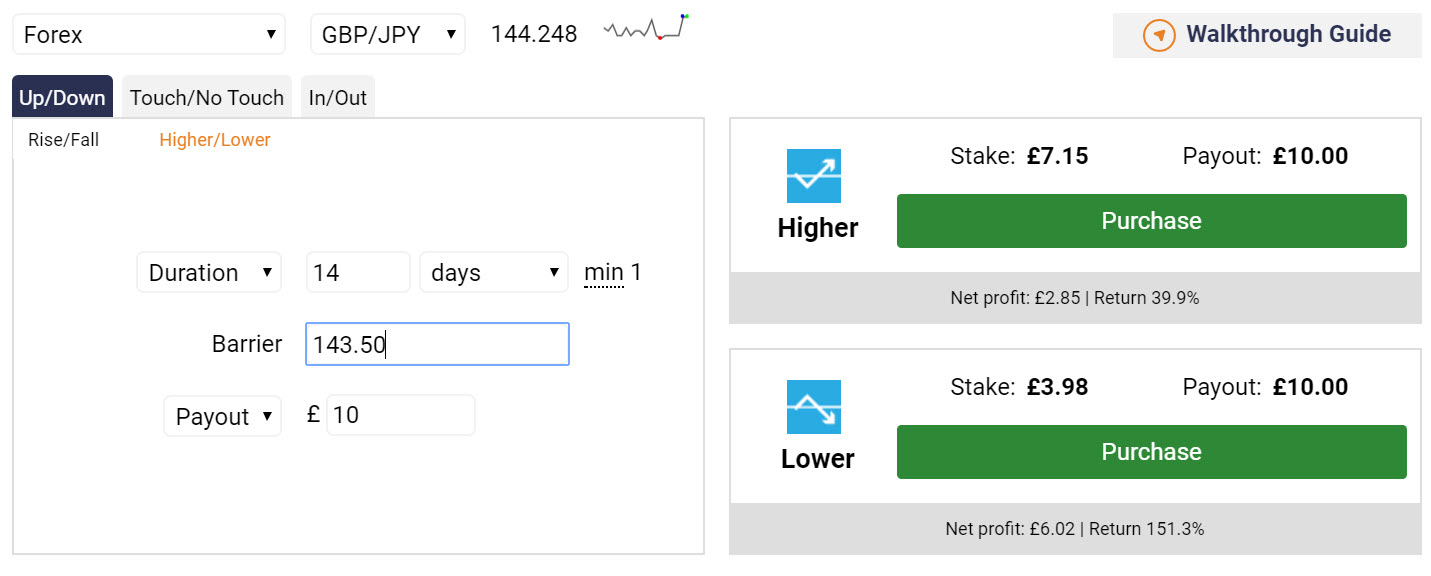 Forex GBP/JPY 144.248 Walkthrough Guide
Up/Down Touch/No Touch In/Out
Rise/Fall Higher/Lower
Duration 14 days min 1
Barrier 143.50
Payout £ 10
Stake: £7.15 Payout: £10.00
Higher Purchase
Net profit: £2.85 | Return 39.9%
Stake: £3.98 Payout: £10.00
Lower Purchase
Net profit: £6.02 | Return 151.3%